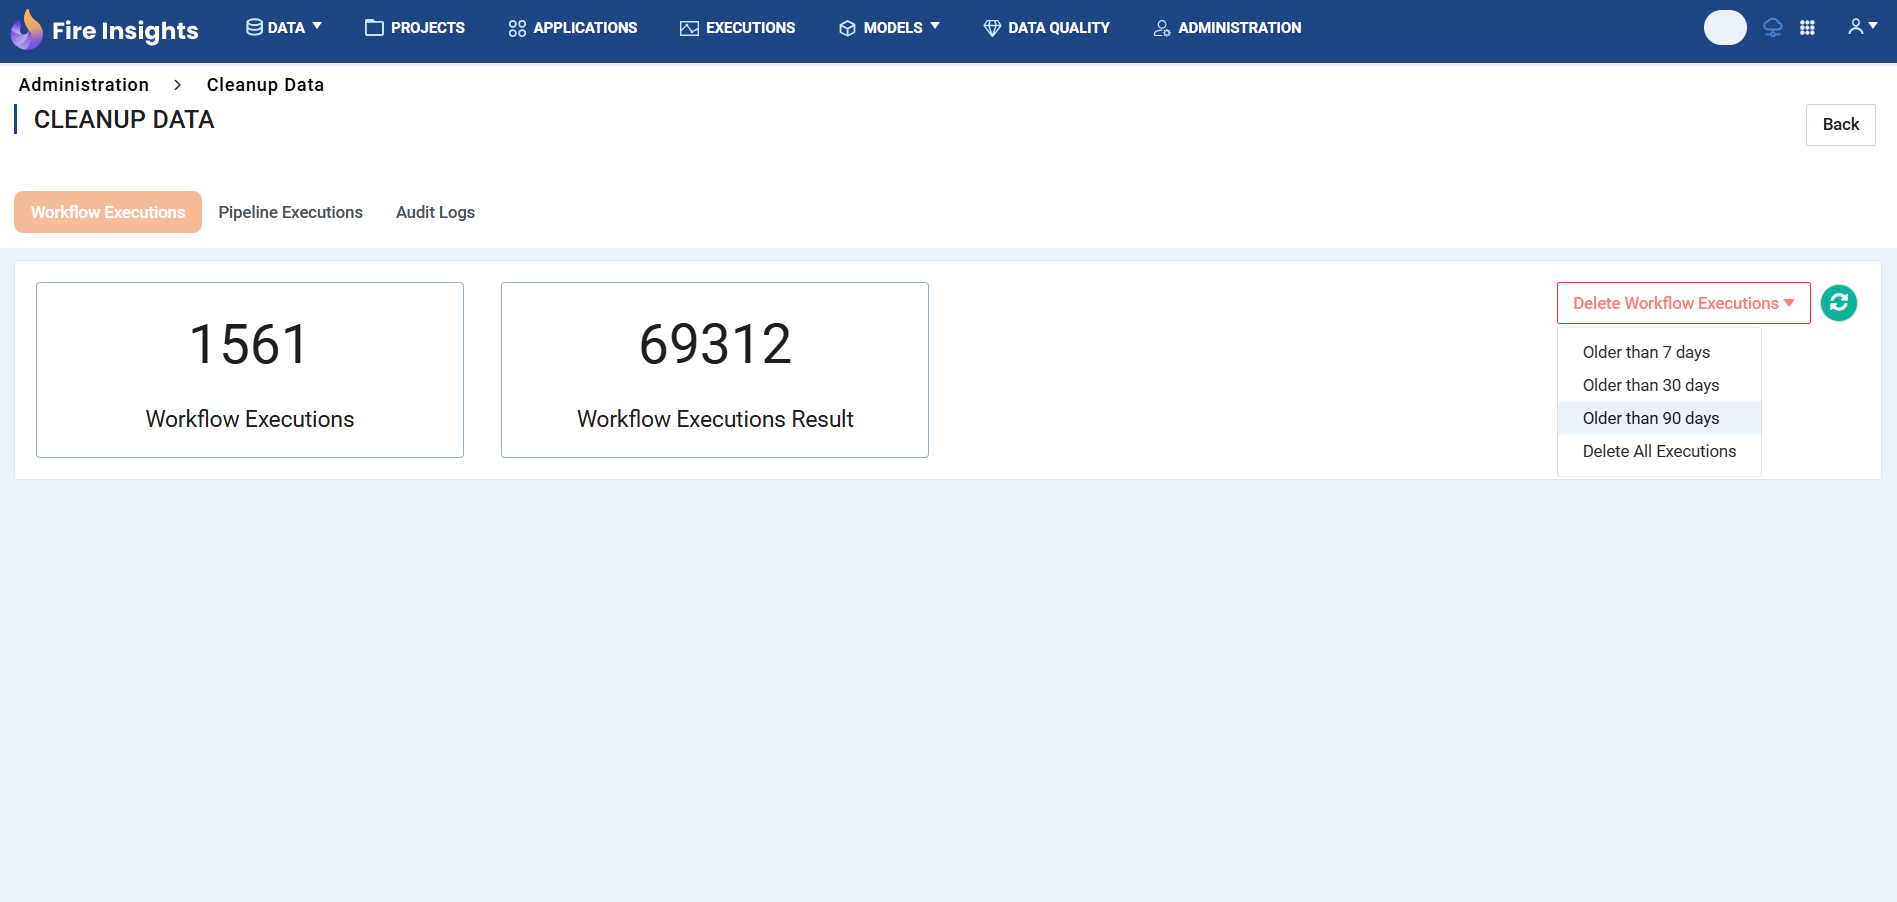 Fire Insights DATA PROJECTS APPLICATIONS EXECUTIONS MODELS DATA QUALITY ADMINISTRATION
Administration > Cleanup Data
CLEANUP DATA
Back
Workflow Executions Pipeline Executions Audit Logs
1561
Workflow Executions
69312
Workflow Executions Result
Delete Workflow Executions
Older than 7 days
Older than 30 days
Older than 90 days
Delete All Executions